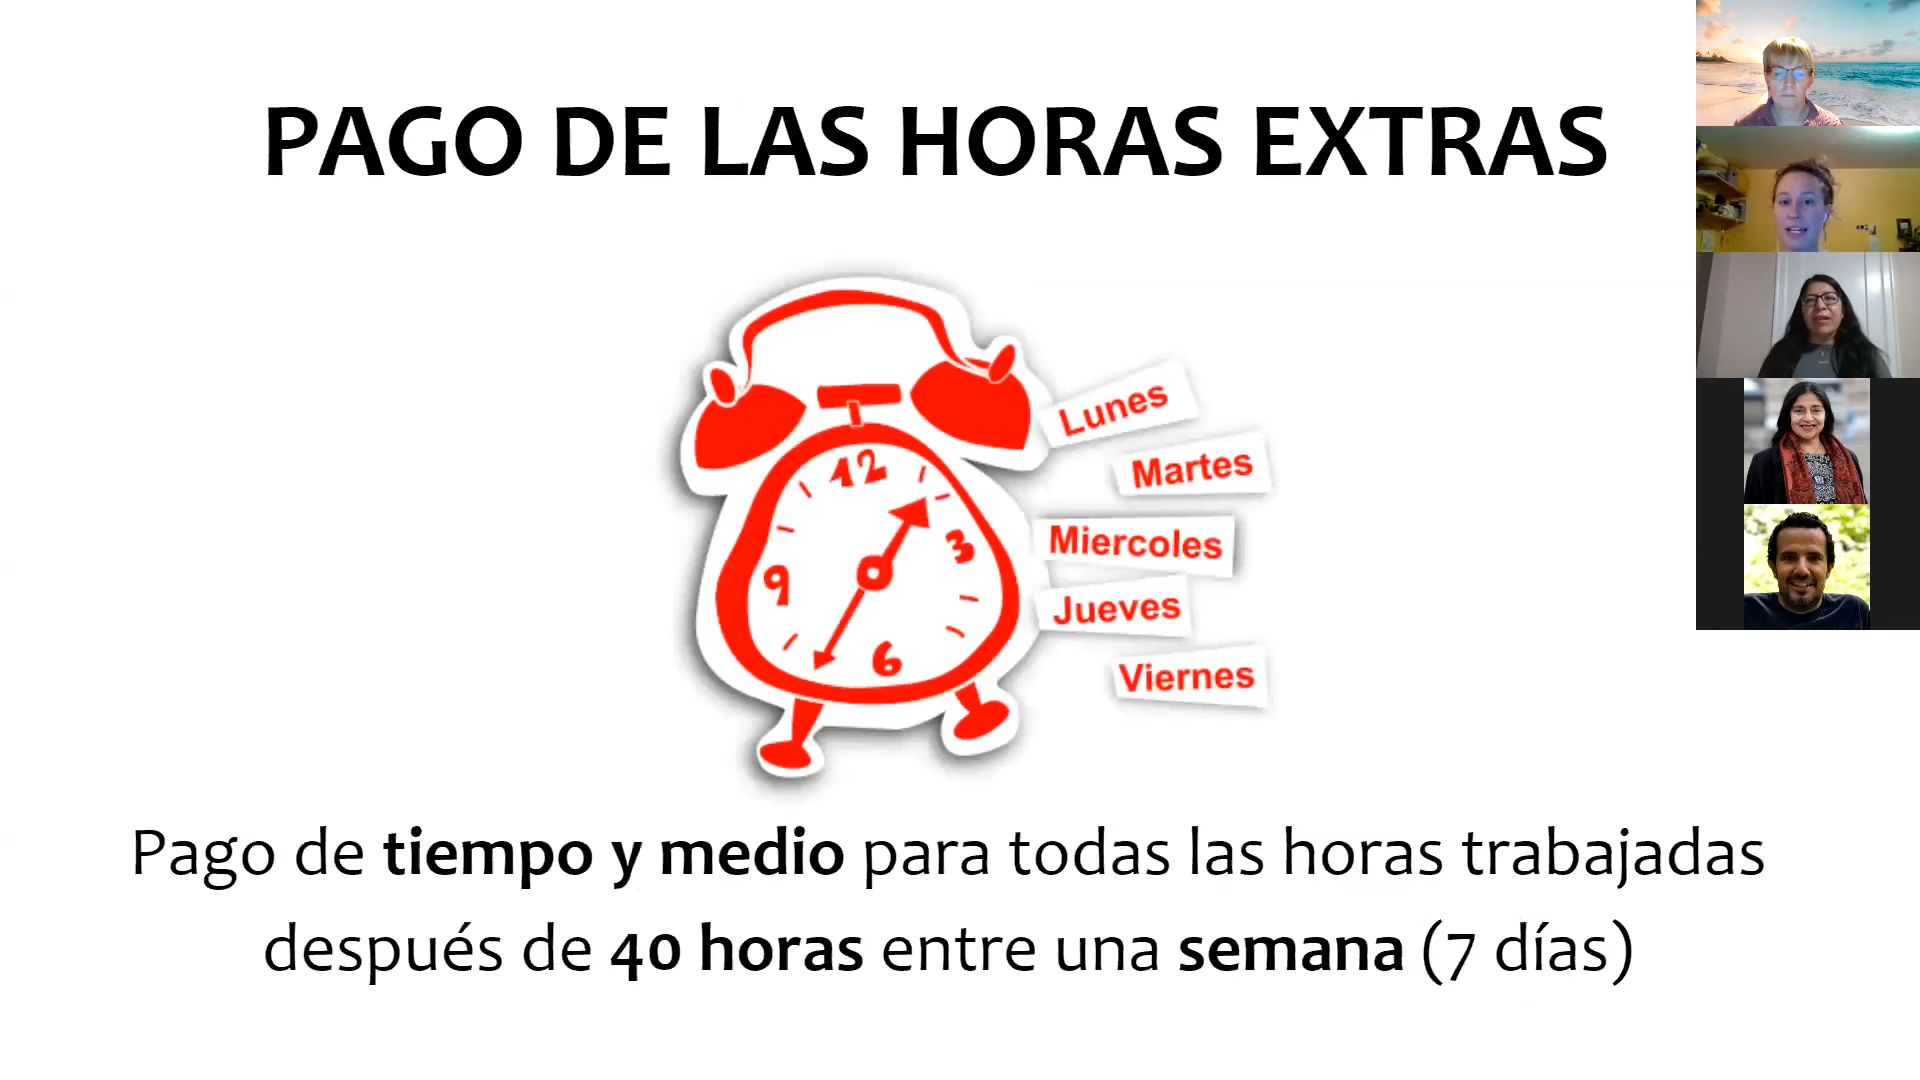 PAGO DE LAS HORAS EXTRAS
Lunes
Martes
Miercoles
Jueves
Viernes
12
3
9
6
Pago de tiempo y medio para todas las horas trabajadas
después de 40 horas entre una semana (7 días)